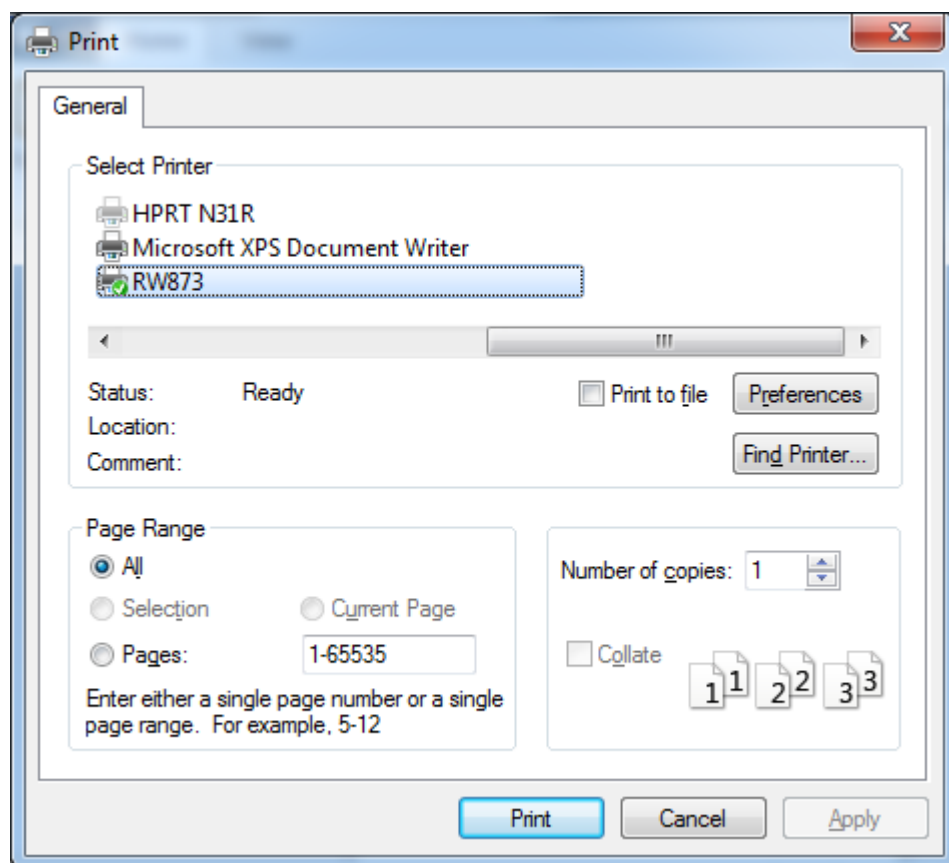 Print
General
Select Printer
HPRT N31R
Microsoft XPS Document Writer
RW873
Status: Ready
Print to file
Preferences
Location:
Comment:
Find Printer...
Page Range
All
Selection
Current Page
Pages: 1-65535
Enter either a single page number or a single
page range. For example, 5-12
Number of copies: 1
Collate
1 1 2 2 3 3
Print
Cancel
Apply